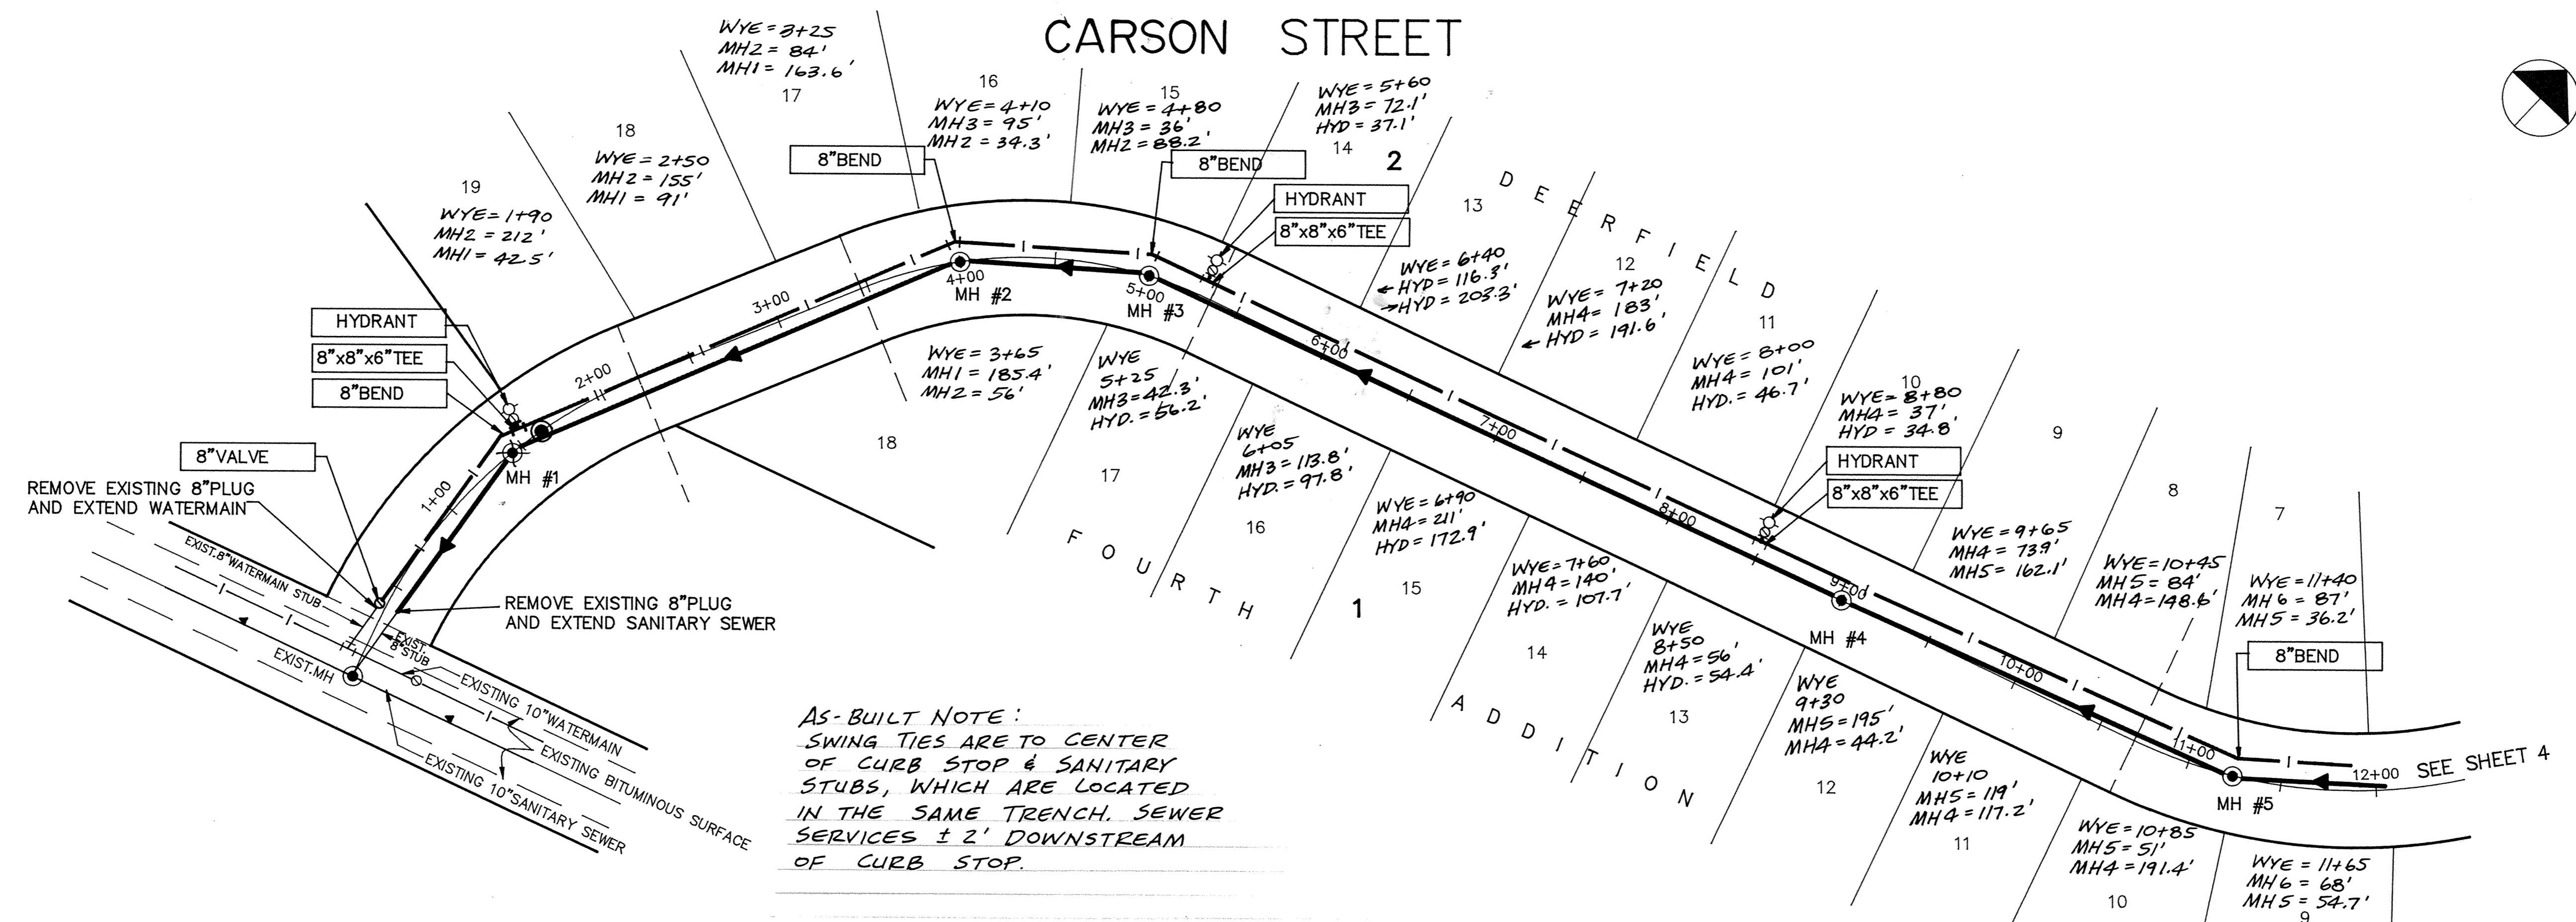 CARSON STREET
WYE = 3+25
MH2 = 84'
MH1 = 163.6'
17
16
WYE = 4+10
MH3 = 95'
MH2 = 34.3'
15
WYE = 4+80
MH3 = 36'
MH2 = 88.2'
WYE = 5+60
MH3 = 72.1'
HYD = 37.1'
14
2
18
WYE = 2+50
MH2 = 155'
MH1 = 91'
19
WYE = 1+90
MH2 = 212'
MH1 = 42.5'
8"BEND
8"BEND
HYDRANT
8"x8"x6"TEE
DEERFIELD
13
WYE = 6+40
← HYD = 116.3'
→ HYD = 203.3'
12
WYE = 7+20
MH4 = 183'
← HYD = 191.6'
11
WYE = 8+00
MH4 = 101'
HYD. = 46.7'
10
WYE = 8+80
MH4 = 37'
HYD = 34.8'
HYDRANT
8"x8"x6"TEE
9
WYE = 9+65
MH4 = 73.9'
MH5 = 162.1'
8
WYE = 10+45
MH5 = 84'
MH4 = 148.6'
7
WYE = 11+40
MH6 = 87'
MH5 = 36.2'
8"BEND
HYDRANT
8"x8"x6"TEE
8"BEND
8"VALVE
REMOVE EXISTING 8"PLUG
AND EXTEND WATERMAIN
1+00
2+00
3+00
4+00
5+00
6+00
7+00
8+00
9+00
10+00
11+00
12+00
MH #1
MH #2
MH #3
MH #4
MH #5
SEE SHEET 4
EXIST.8"WATERMAIN STUB
EXIST.
8"STUB
EXIST.MH
REMOVE EXISTING 8"PLUG
AND EXTEND SANITARY SEWER
EXISTING 10"WATERMAIN
EXISTING BITUMINOUS SURFACE
EXISTING 10"SANITARY SEWER
WYE = 3+65
MH1 = 185.4'
MH2 = 56'
18
WYE
5+25
MH3 = 42.3'
HYD. = 56.2'
17
WYE
6+05
MH3 = 113.8'
HYD. = 97.8'
16
WYE = 6+90
MH4 = 211'
HYD = 172.9'
15
1
WYE = 7+60
MH4 = 140'
HYD. = 107.7'
14
WYE
8+50
MH4 = 56'
HYD. = 54.4'
13
WYE
9+30
MH5 = 195'
MH4 = 44.2'
12
WYE
10+10
MH5 = 119'
MH4 = 117.2'
11
WYE = 10+85
MH5 = 51'
MH4 = 191.4'
10
WYE = 11+65
MH6 = 68'
MH5 = 54.7'
9
FOURTH
ADDITION
AS-BUILT NOTE:
SWING TIES ARE TO CENTER
OF CURB STOP & SANITARY
STUBS, WHICH ARE LOCATED
IN THE SAME TRENCH. SEWER
SERVICES ± 2' DOWNSTREAM
OF CURB STOP.